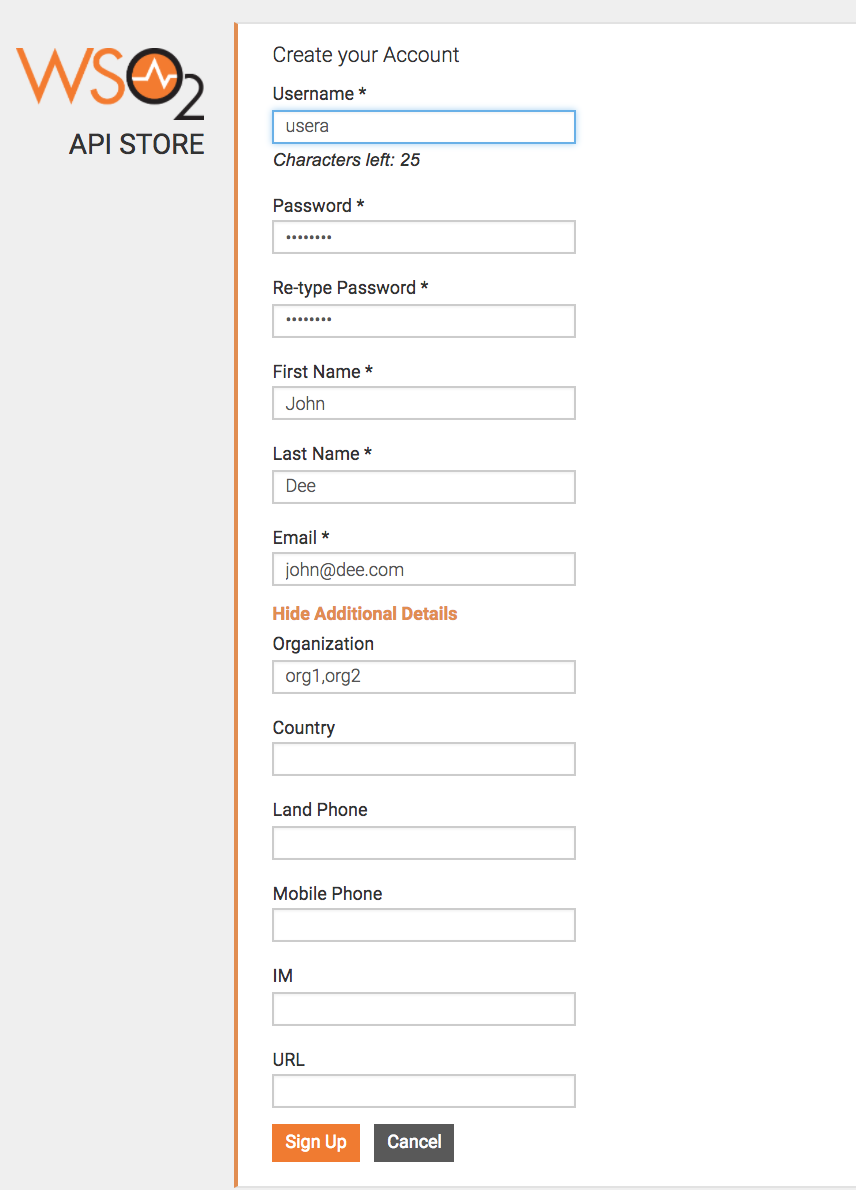 WSO2
API STORE
Create your Account
Username *
usera
Characters left: 25
Password *
••••••••
Re-type Password *
••••••••
First Name *
John
Last Name *
Dee
Email *
john@dee.com
Hide Additional Details
Organization
org1,org2
Country
Land Phone
Mobile Phone
IM
URL
Sign Up Cancel